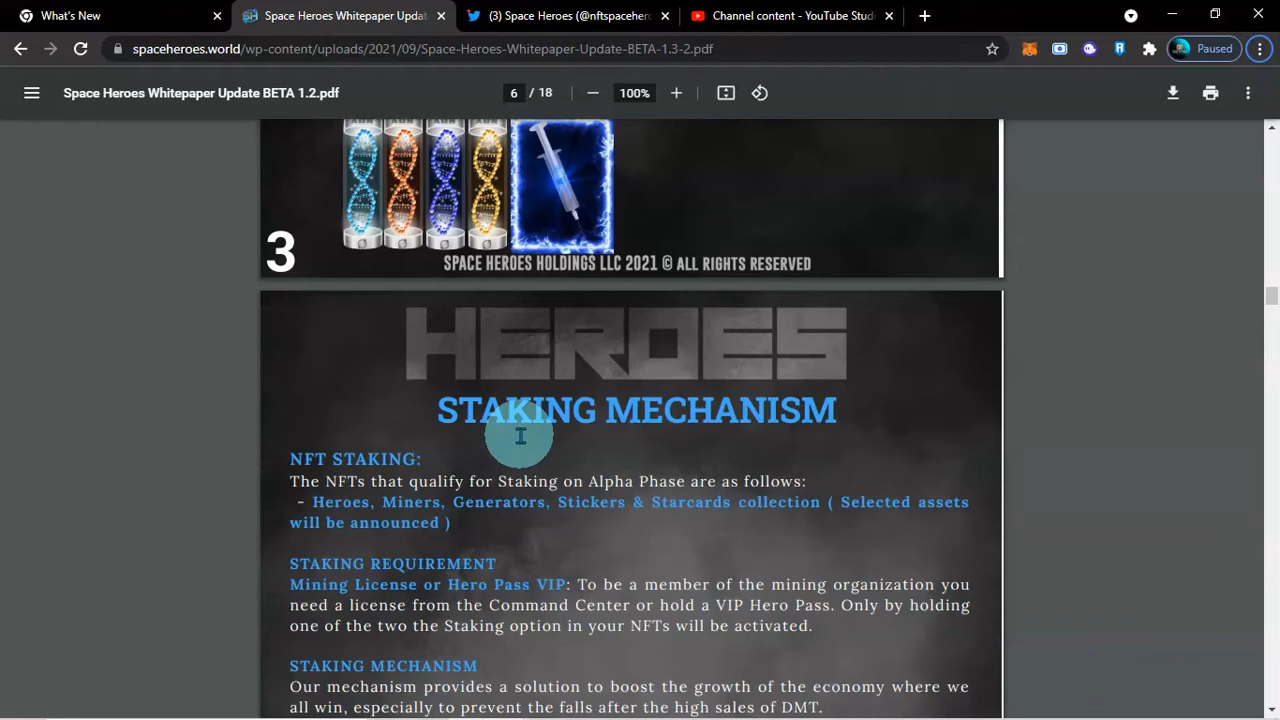 What's New
Space Heroes Whitepaper Updat
(3) Space Heroes (@nftspacehero
Channel content - YouTube Studi
spaceheroes.world/wp-content/uploads/2021/09/Space-Heroes-Whitepaper-Update-BETA-1.3-2.pdf
Paused
Space Heroes Whitepaper Update BETA 1.2.pdf
6 / 18
100%
3
SPACE HEROES HOLDINGS LLC 2021 © ALL RIGHTS RESERVED
HEROES
STAKING MECHANISM
NFT STAKING:
The NFTs that qualify for Staking on Alpha Phase are as follows:
- Heroes, Miners, Generators, Stickers & Starcards collection ( Selected assets
will be announced )
STAKING REQUIREMENT
Mining License or Hero Pass VIP: To be a member of the mining organization you
need a license from the Command Center or hold a VIP Hero Pass. Only by holding
one of the two the Staking option in your NFTs will be activated.
STAKING MECHANISM
Our mechanism provides a solution to boost the growth of the economy where we
all win, especially to prevent the falls after the high sales of DMT.